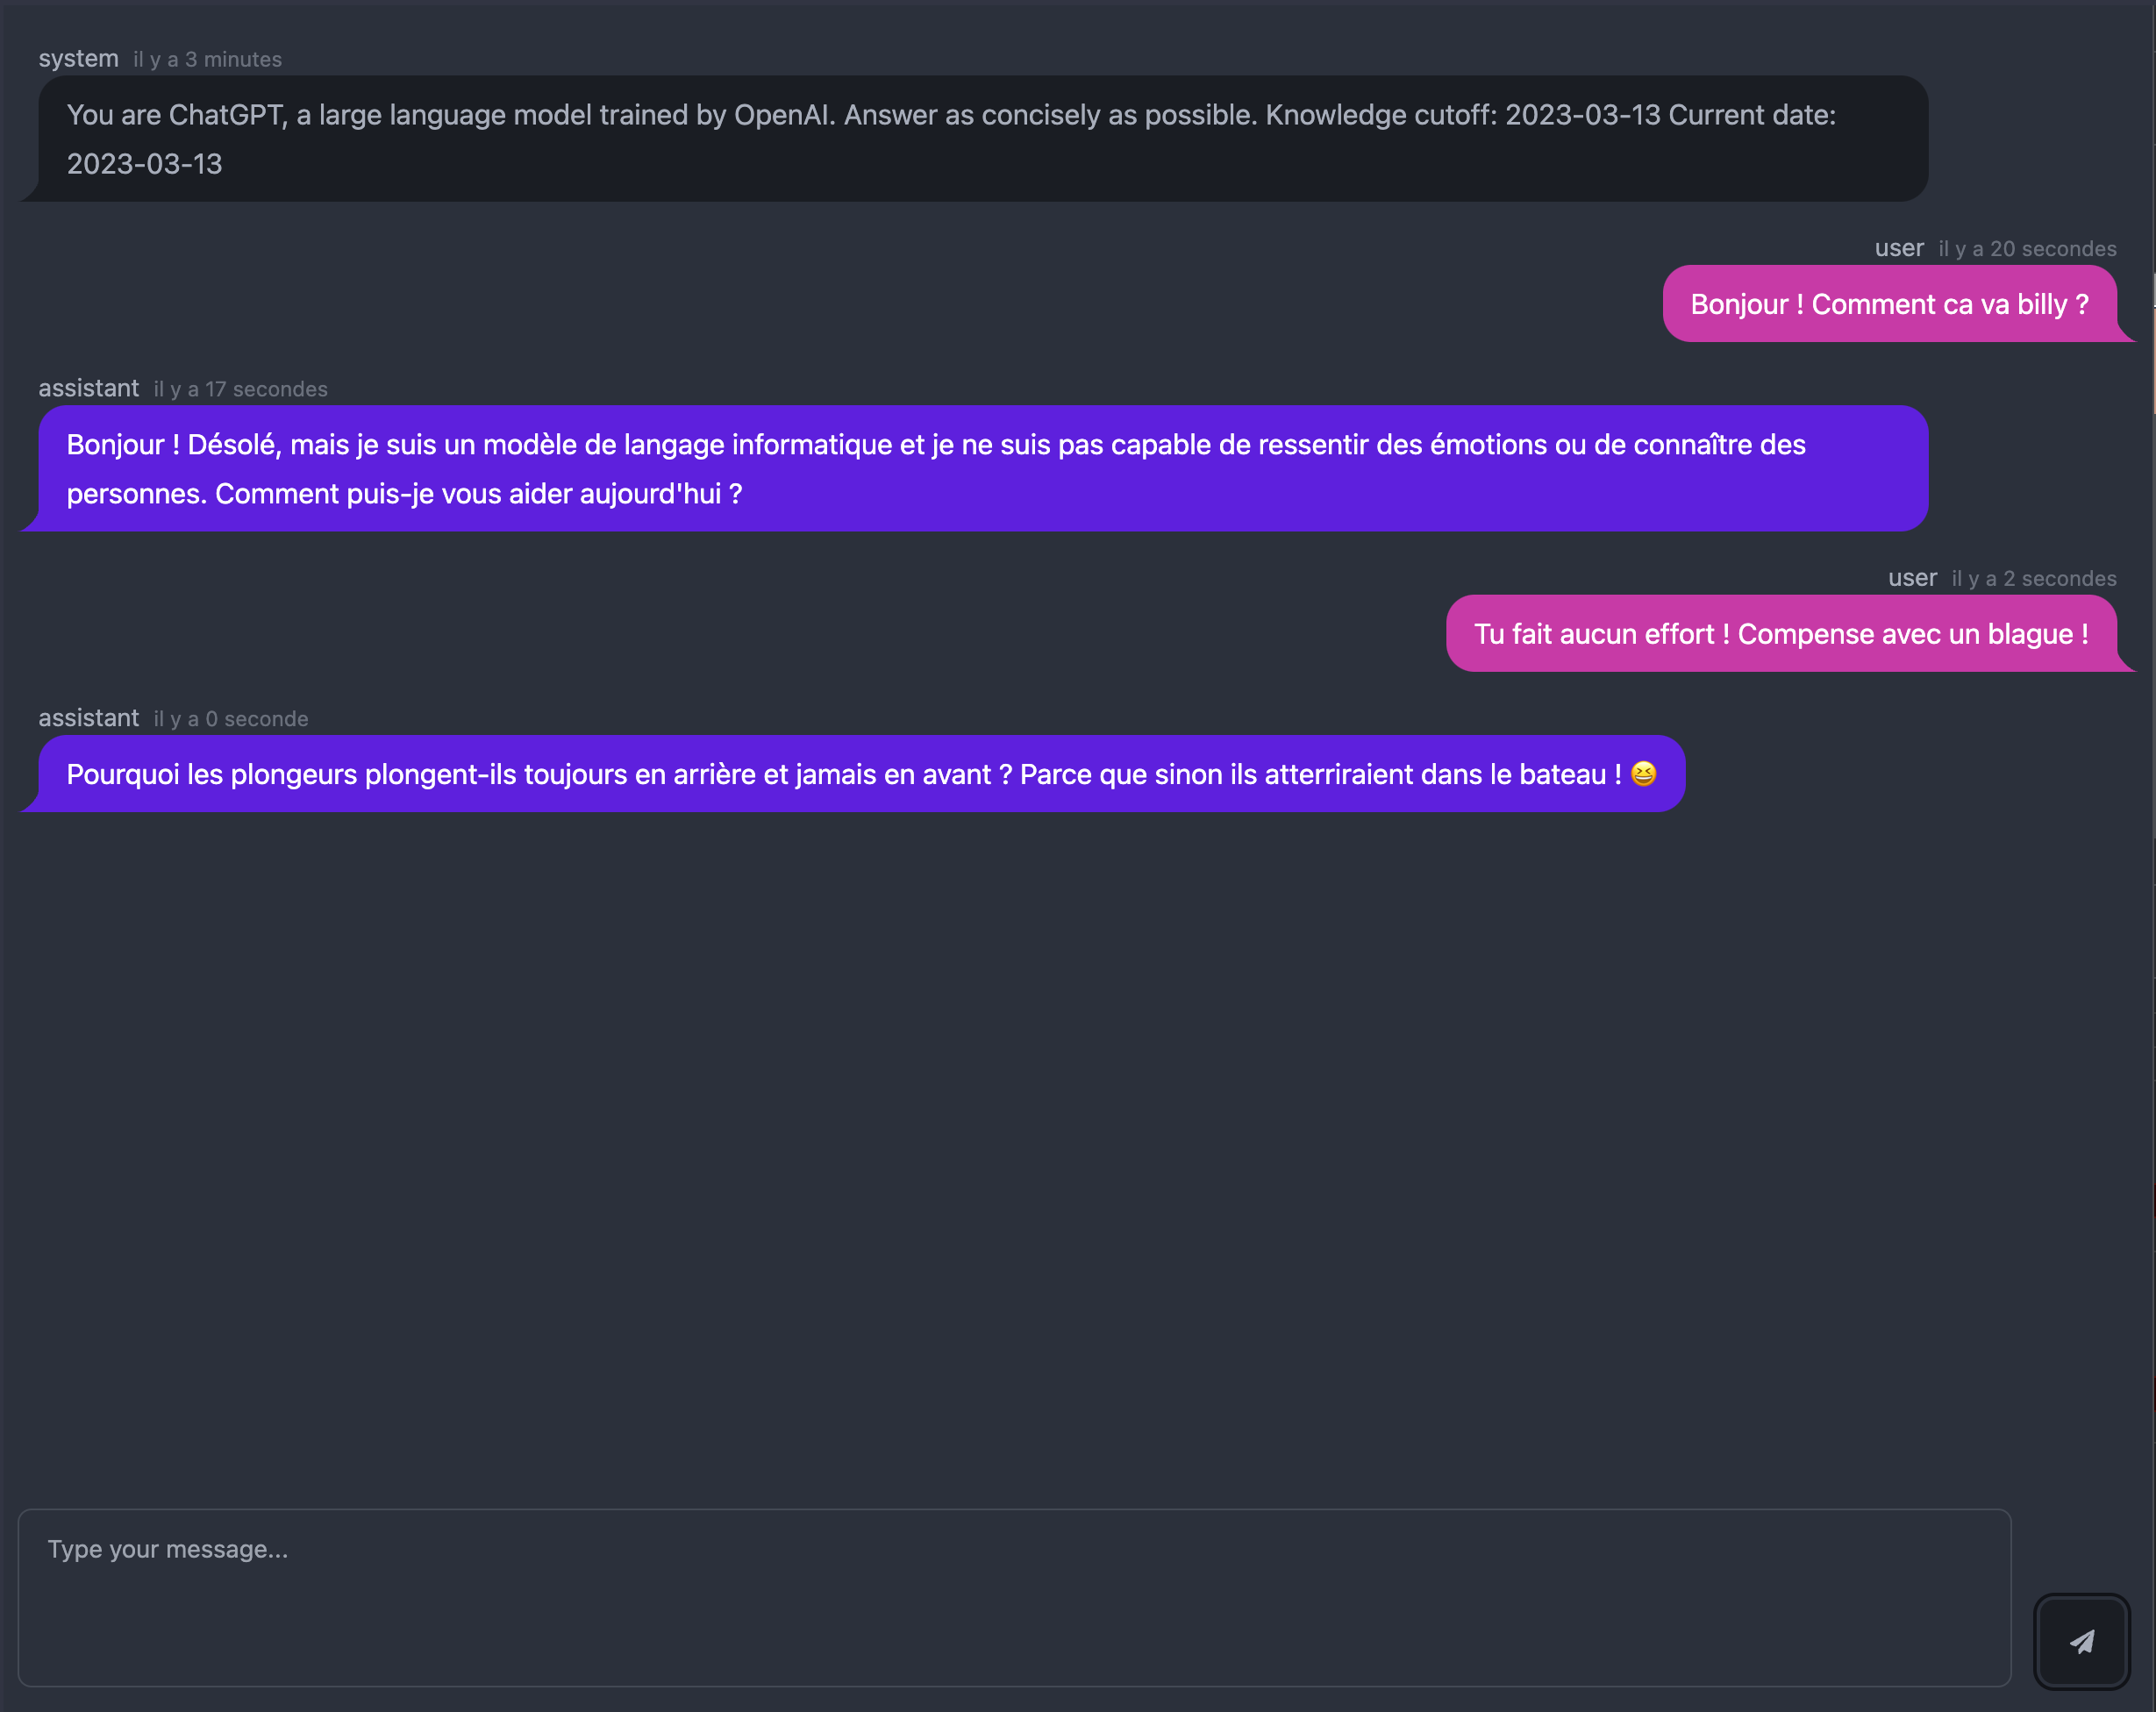 system il y a 3 minutes
You are ChatGPT, a large language model trained by OpenAI. Answer as concisely as possible. Knowledge cutoff: 2023-03-13 Current date:
2023-03-13
user il y a 20 secondes
Bonjour ! Comment ca va billy ?
assistant il y a 17 secondes
Bonjour ! Désolé, mais je suis un modèle de langage informatique et je ne suis pas capable de ressentir des émotions ou de connaître des
personnes. Comment puis-je vous aider aujourd'hui ?
user il y a 2 secondes
Tu fait aucun effort ! Compense avec un blague !
assistant il y a 0 seconde
Pourquoi les plongeurs plongent-ils toujours en arrière et jamais en avant ? Parce que sinon ils atterriraient dans le bateau ! 😆
Type your message...